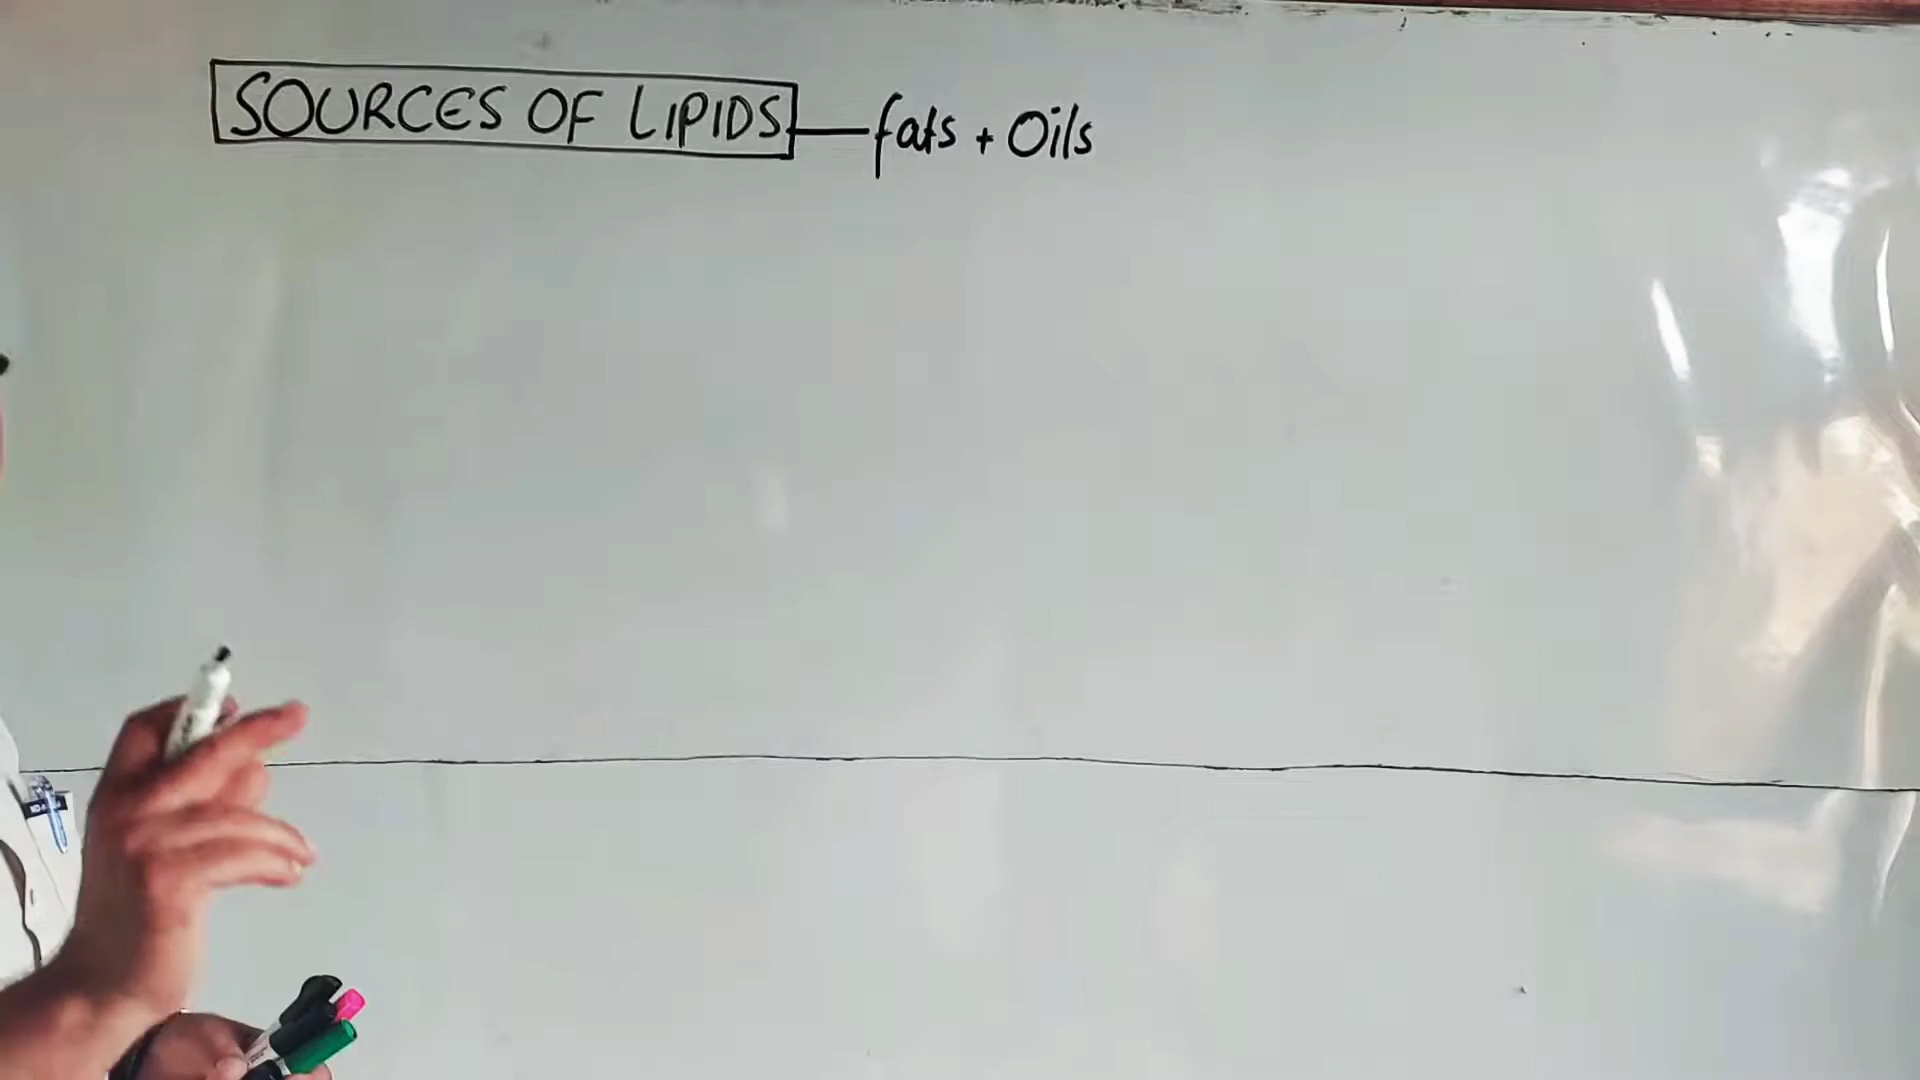 SOURCES OF LIPIDS — fats + Oils